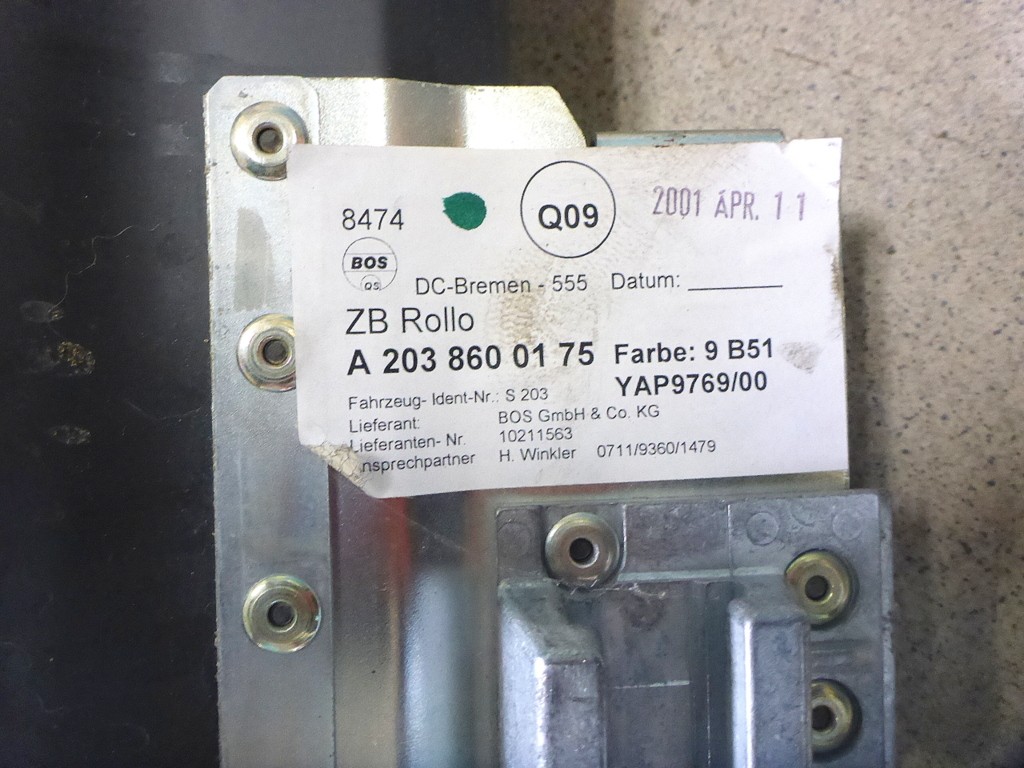 8474
Q09
2001 APR. 11
BOS
QS
DC-Bremen - 555 Datum: ________
ZB Rollo
A 203 860 01 75 Farbe: 9 B51
YAP9769/00
Fahrzeug- Ident-Nr.: S 203
Lieferant: BOS GmbH & Co. KG
Lieferanten- Nr. 10211563
nsprechpartner H. Winkler 0711/9360/1479